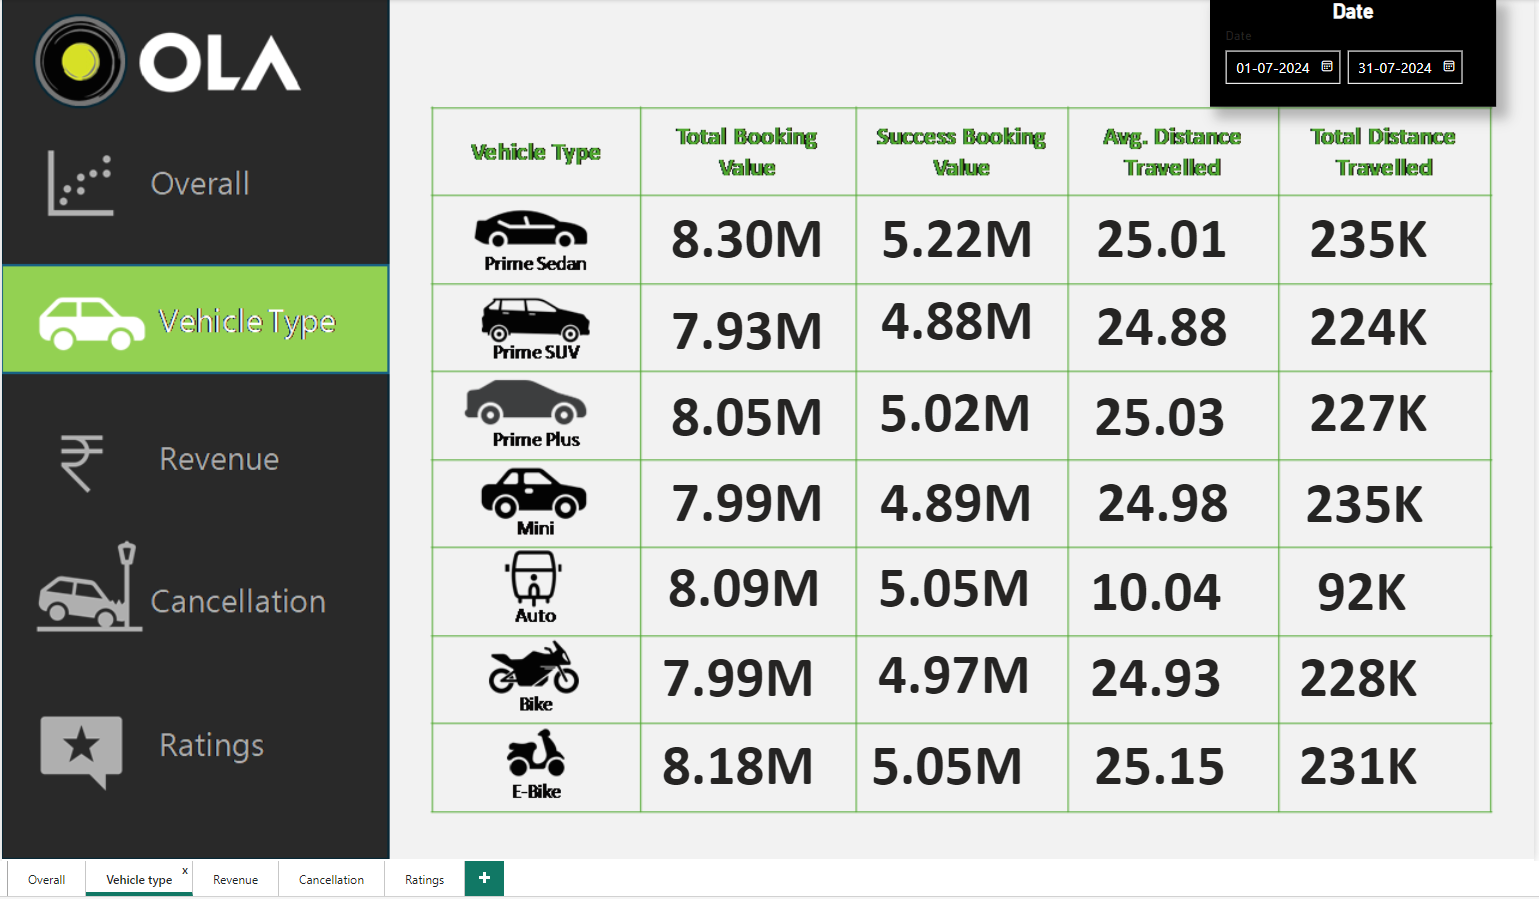 OLA
Date
Date
01-07-2024 31-07-2024
Overall
Vehicle Type
Revenue
Cancellation
Ratings
Vehicle Type Total Booking Value Success Booking Value Avg. Distance Travelled Total Distance Travelled
Prime Sedan 8.30M 5.22M 25.01 235K
Prime SUV 7.93M 4.88M 24.88 224K
Prime Plus 8.05M 5.02M 25.03 227K
Mini 7.99M 4.89M 24.98 235K
Auto 8.09M 5.05M 10.04 92K
Bike 7.99M 4.97M 24.93 228K
E-Bike 8.18M 5.05M 25.15 231K
Overall Vehicle type x Revenue Cancellation Ratings +